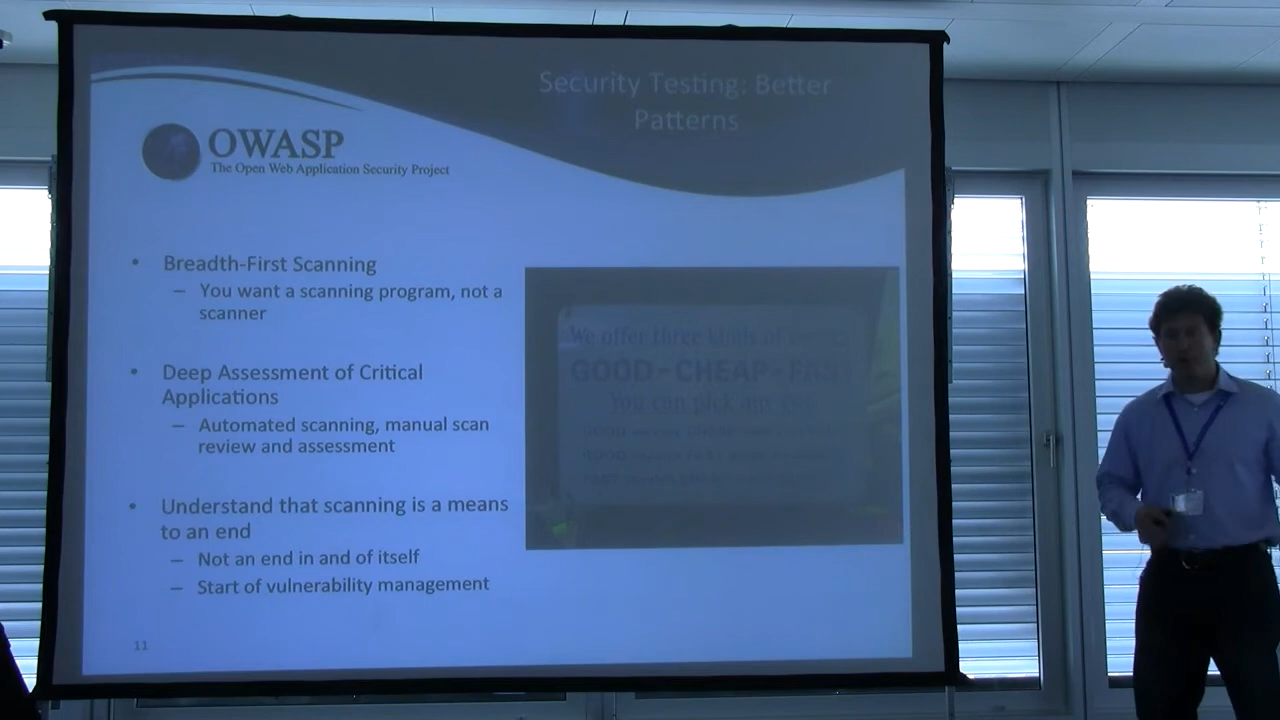 Security Testing: Better
Patterns
OWASP
The Open Web Application Security Project
• Breadth-First Scanning
– You want a scanning program, not a
scanner
• Deep Assessment of Critical
Applications
– Automated scanning, manual scan
review and assessment
• Understand that scanning is a means
to an end
– Not an end in and of itself
– Start of vulnerability management
We offer three kinds of
GOOD - CHEAP - FAST
You can pick any two
11